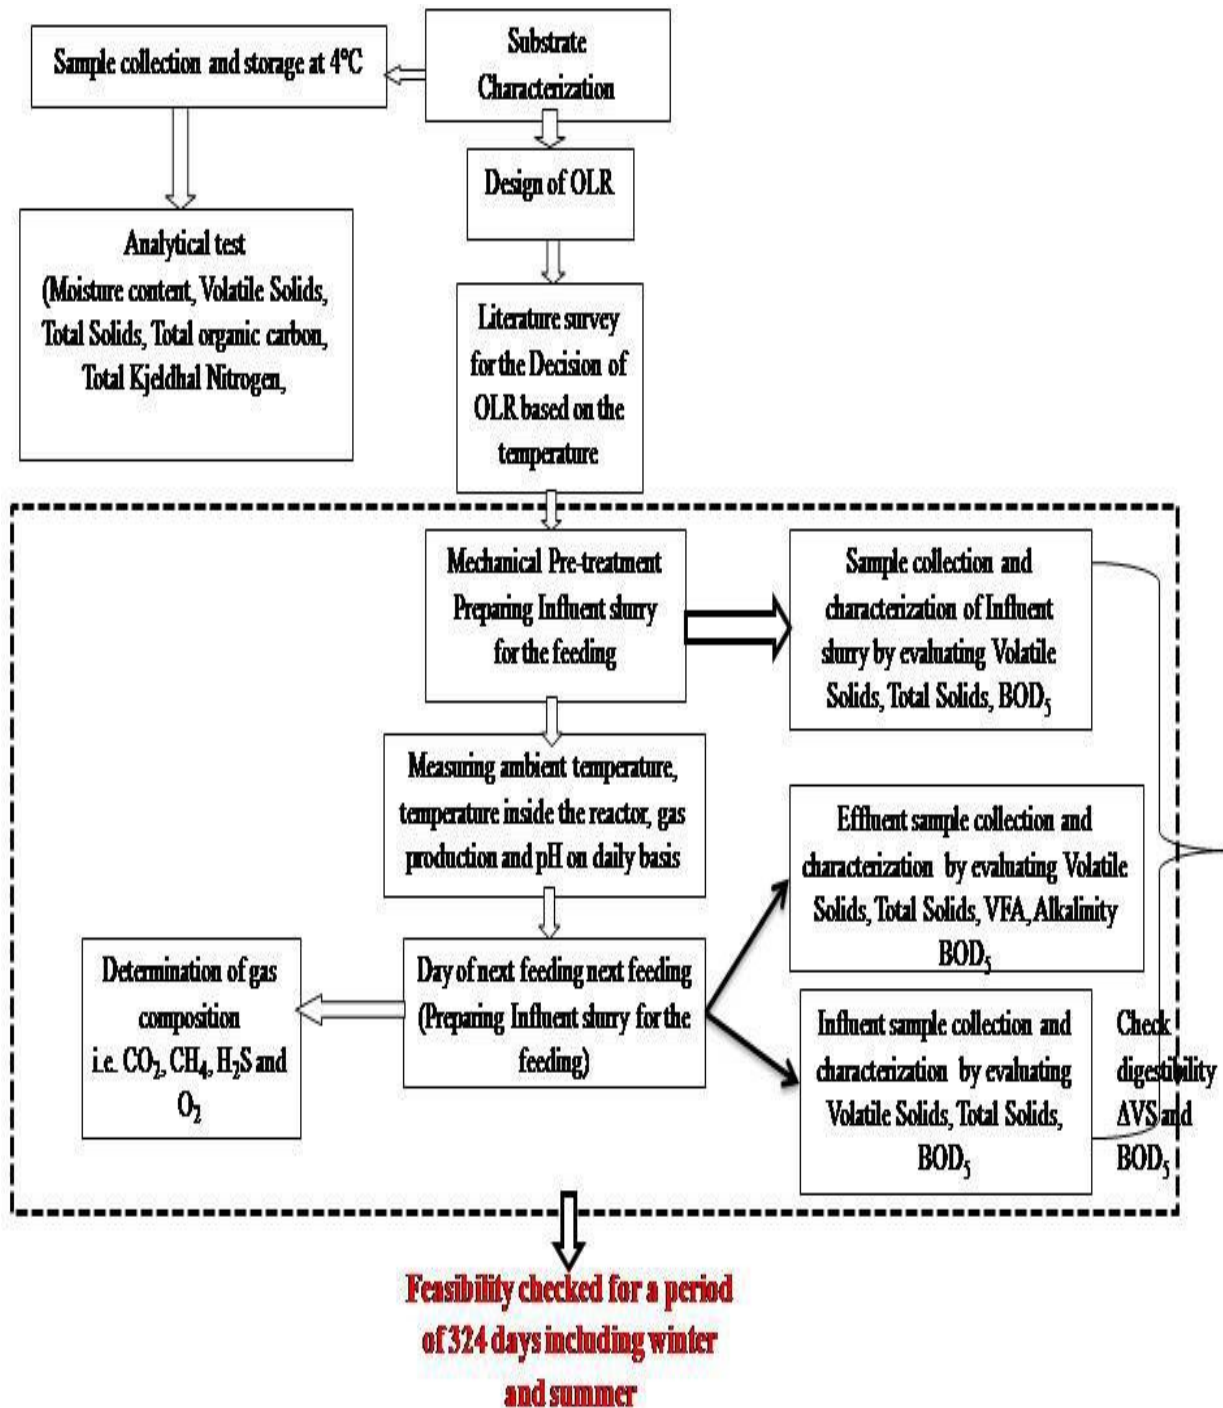 Substrate
Characterization
Sample collection and storage at 4°C
Design of OLR
Analytical test
(Moisture content, Volatile Solids,
Total Solids, Total organic carbon,
Total Kjeldhal Nitrogen,
Literature survey
for the Decision of
OLR based on the
temperature
Mechanical Pre-treatment
Preparing Influent slurry
for the feeding
Sample collection and
characterization of Influent
slurry by evaluating Volatile
Solids, Total Solids, BOD₅
Measuring ambient temperature,
temperature inside the reactor, gas
production and pH on daily basis
Effluent sample collection and
characterization by evaluating Volatile
Solids, Total Solids, VFA, Alkalinity
BOD₅
Determination of gas
composition
i.e. CO₂, CH₄, H₂S and
O₂
Day of next feeding next feeding
(Preparing Influent slurry for the
feeding)
Influent sample collection and
characterization by evaluating
Volatile Solids, Total Solids,
BOD₅
Check
digestibility
ΔVS and
BOD₅
Feasibility checked for a period
of 324 days including winter
and summer